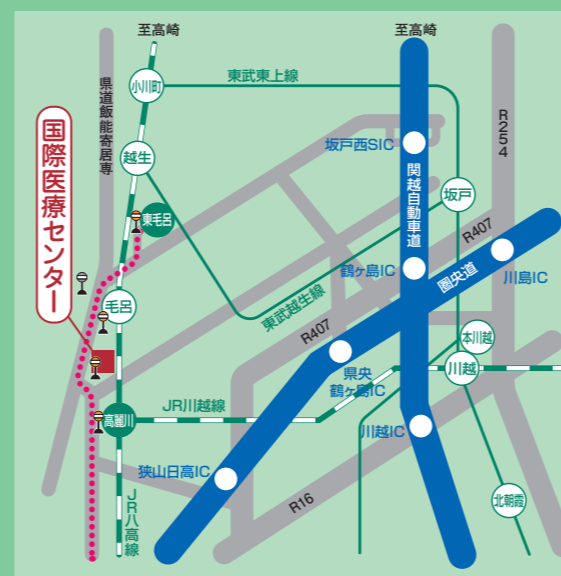 至高崎
至高崎
小川町
東武東上線
県道飯能寄居専
R254
坂戸西SIC
越生
国際医療センター
関越自動車道
坂戸
東毛呂
R407
鶴ヶ島IC
圏央道
川島IC
毛呂
東武越生線
R407
本川越
県央
鶴ヶ島IC
川越
高麗川
JR川越線
川越IC
狭山日高IC
R16
北朝霞
JR八高線